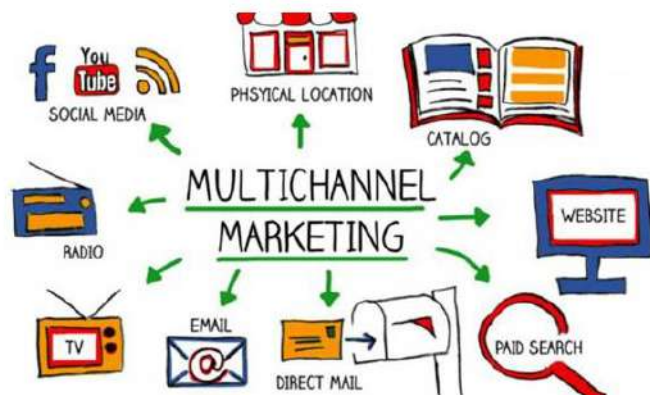 f
You
Tube
SOCIAL MEDIA
PHSYICAL LOCATION
CATALOG
MULTICHANNEL
MARKETING
RADIO
WEBSITE
TV
EMAIL
@
DIRECT MAIL
PAID SEARCH